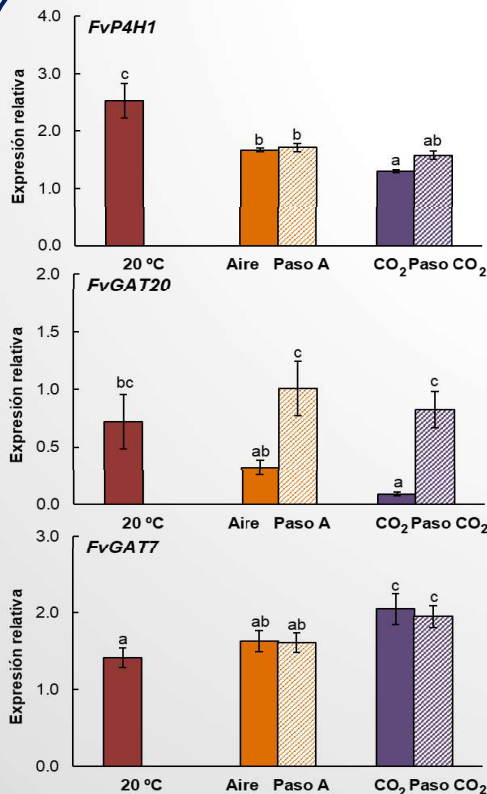 FvP4H1
Expresión relativa
4.0
3.0
2.0
1.0
0.0
c
b
b
a
ab
20 ºC
Aire
Paso A
CO₂
Paso CO₂
FvGAT20
Expresión relativa
2.0
1.5
1.0
0.5
0.0
bc
ab
c
a
c
20 ºC
Aire
Paso A
CO₂
Paso CO₂
FvGAT7
Expresión relativa
3.0
2.0
1.0
0.0
a
ab
ab
c
c
20 ºC
Aire
Paso A
CO₂
Paso CO₂